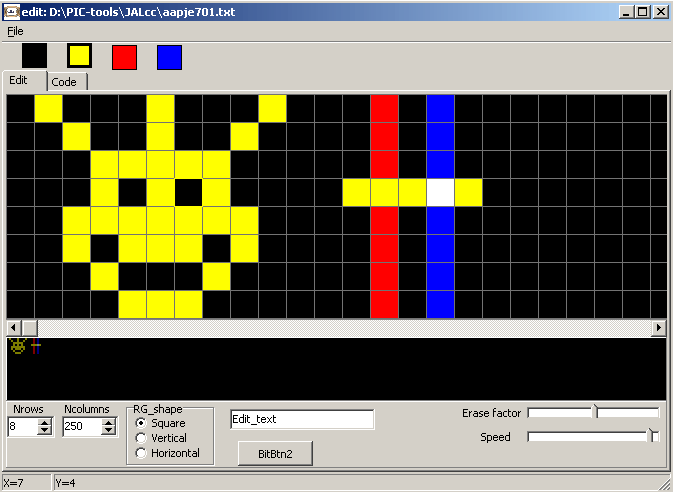 edit: D:\PIC-tools\JALcc\aapje701.txt
File
Edit Code
Nrows Ncolumns RG_shape
8 250
Square
Vertical
Horizontal
Edit_text
BitBtn2
Erase factor
Speed
X=7 Y=4